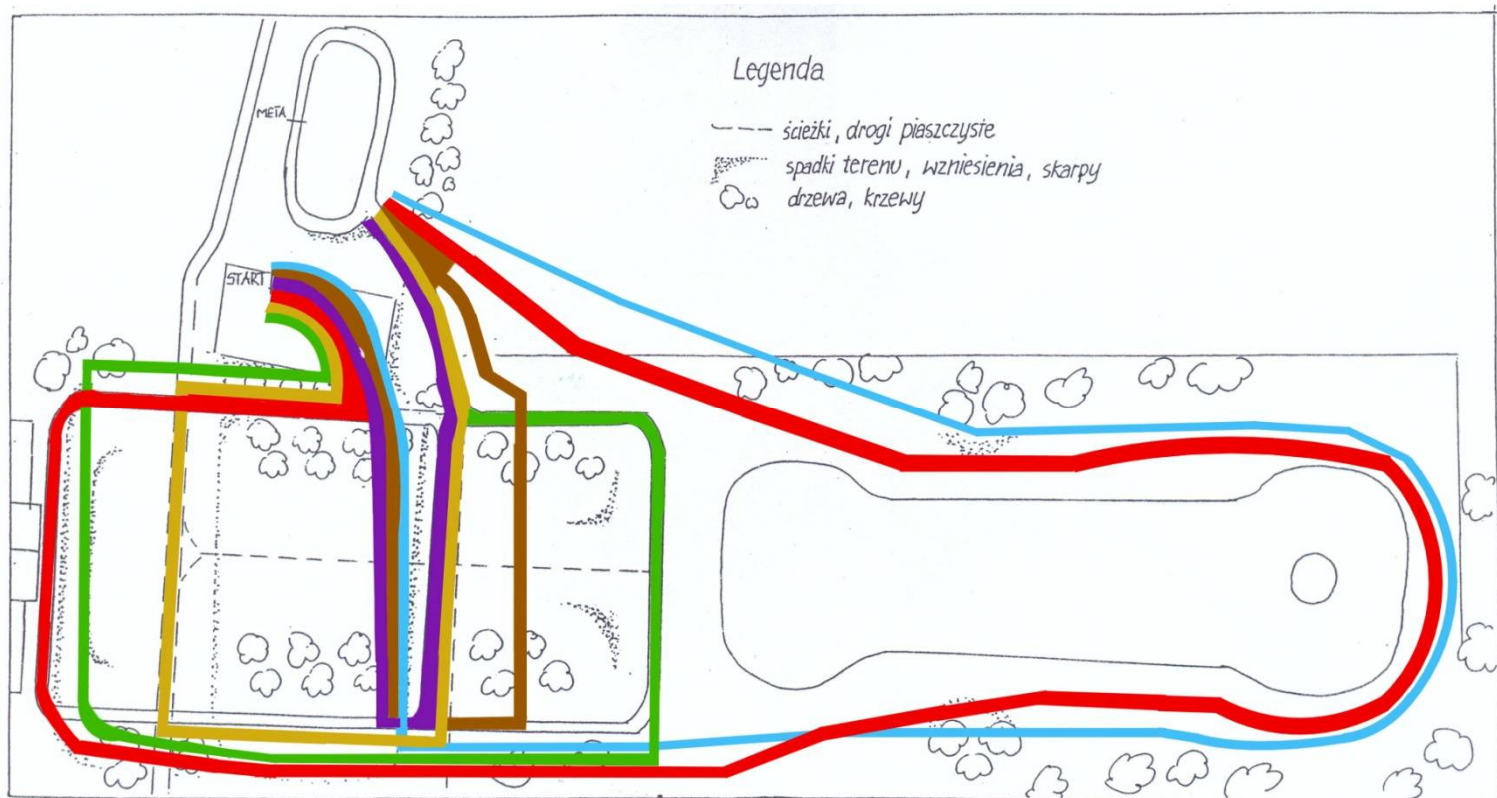 Legenda
META
ścieżki, drogi piaszczyste
spadki terenu, wzniesienia, skarpy
drzewa, krzewy
START